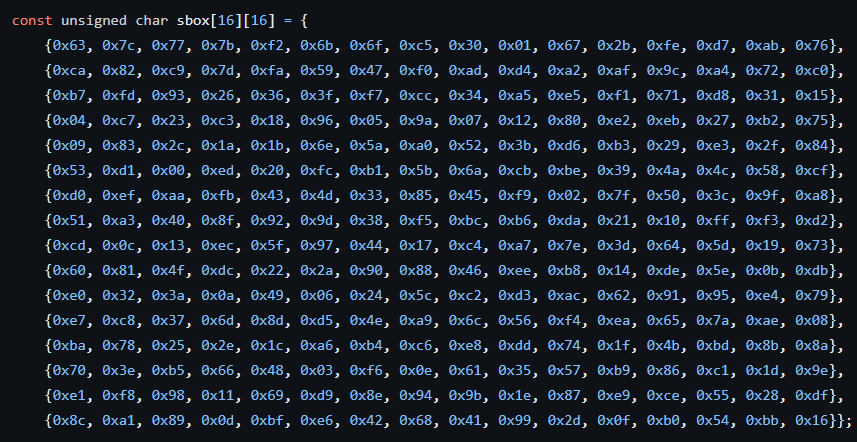 const unsigned char sbox[16][16] = {
{0x63, 0x7c, 0x77, 0x7b, 0xf2, 0x6b, 0x6f, 0xc5, 0x30, 0x01, 0x67, 0x2b, 0xfe, 0xd7, 0xab, 0x76},
{0xca, 0x82, 0xc9, 0x7d, 0xfa, 0x59, 0x47, 0xf0, 0xad, 0xd4, 0xa2, 0xaf, 0x9c, 0xa4, 0x72, 0xc0},
{0xb7, 0xfd, 0x93, 0x26, 0x36, 0x3f, 0xf7, 0xcc, 0x34, 0xa5, 0xe5, 0xf1, 0x71, 0xd8, 0x31, 0x15},
{0x04, 0xc7, 0x23, 0xc3, 0x18, 0x96, 0x05, 0x9a, 0x07, 0x12, 0x80, 0xe2, 0xeb, 0x27, 0xb2, 0x75},
{0x09, 0x83, 0x2c, 0x1a, 0x1b, 0x6e, 0x5a, 0xa0, 0x52, 0x3b, 0xd6, 0xb3, 0x29, 0xe3, 0x2f, 0x84},
{0x53, 0xd1, 0x00, 0xed, 0x20, 0xfc, 0xb1, 0x5b, 0x6a, 0xcb, 0xbe, 0x39, 0x4a, 0x4c, 0x58, 0xcf},
{0xd0, 0xef, 0xaa, 0xfb, 0x43, 0x4d, 0x33, 0x85, 0x45, 0xf9, 0x02, 0x7f, 0x50, 0x3c, 0x9f, 0xa8},
{0x51, 0xa3, 0x40, 0x8f, 0x92, 0x9d, 0x38, 0xf5, 0xbc, 0xb6, 0xda, 0x21, 0x10, 0xff, 0xf3, 0xd2},
{0xcd, 0x0c, 0x13, 0xec, 0x5f, 0x97, 0x44, 0x17, 0xc4, 0xa7, 0x7e, 0x3d, 0x64, 0x5d, 0x19, 0x73},
{0x60, 0x81, 0x4f, 0xdc, 0x22, 0x2a, 0x90, 0x88, 0x46, 0xee, 0xb8, 0x14, 0xde, 0x5e, 0x0b, 0xdb},
{0xe0, 0x32, 0x3a, 0x0a, 0x49, 0x06, 0x24, 0x5c, 0xc2, 0xd3, 0xac, 0x62, 0x91, 0x95, 0xe4, 0x79},
{0xe7, 0xc8, 0x37, 0x6d, 0x8d, 0xd5, 0x4e, 0xa9, 0x6c, 0x56, 0xf4, 0xea, 0x65, 0x7a, 0xae, 0x08},
{0xba, 0x78, 0x25, 0x2e, 0x1c, 0xa6, 0xb4, 0xc6, 0xe8, 0xdd, 0x74, 0x1f, 0x4b, 0xbd, 0x8b, 0x8a},
{0x70, 0x3e, 0xb5, 0x66, 0x48, 0x03, 0xf6, 0x0e, 0x61, 0x35, 0x57, 0xb9, 0x86, 0xc1, 0x1d, 0x9e},
{0xe1, 0xf8, 0x98, 0x11, 0x69, 0xd9, 0x8e, 0x94, 0x9b, 0x1e, 0x87, 0xe9, 0xce, 0x55, 0x28, 0xdf},
{0x8c, 0xa1, 0x89, 0x0d, 0xbf, 0xe6, 0x42, 0x68, 0x41, 0x99, 0x2d, 0x0f, 0xb0, 0x54, 0xbb, 0x16}};